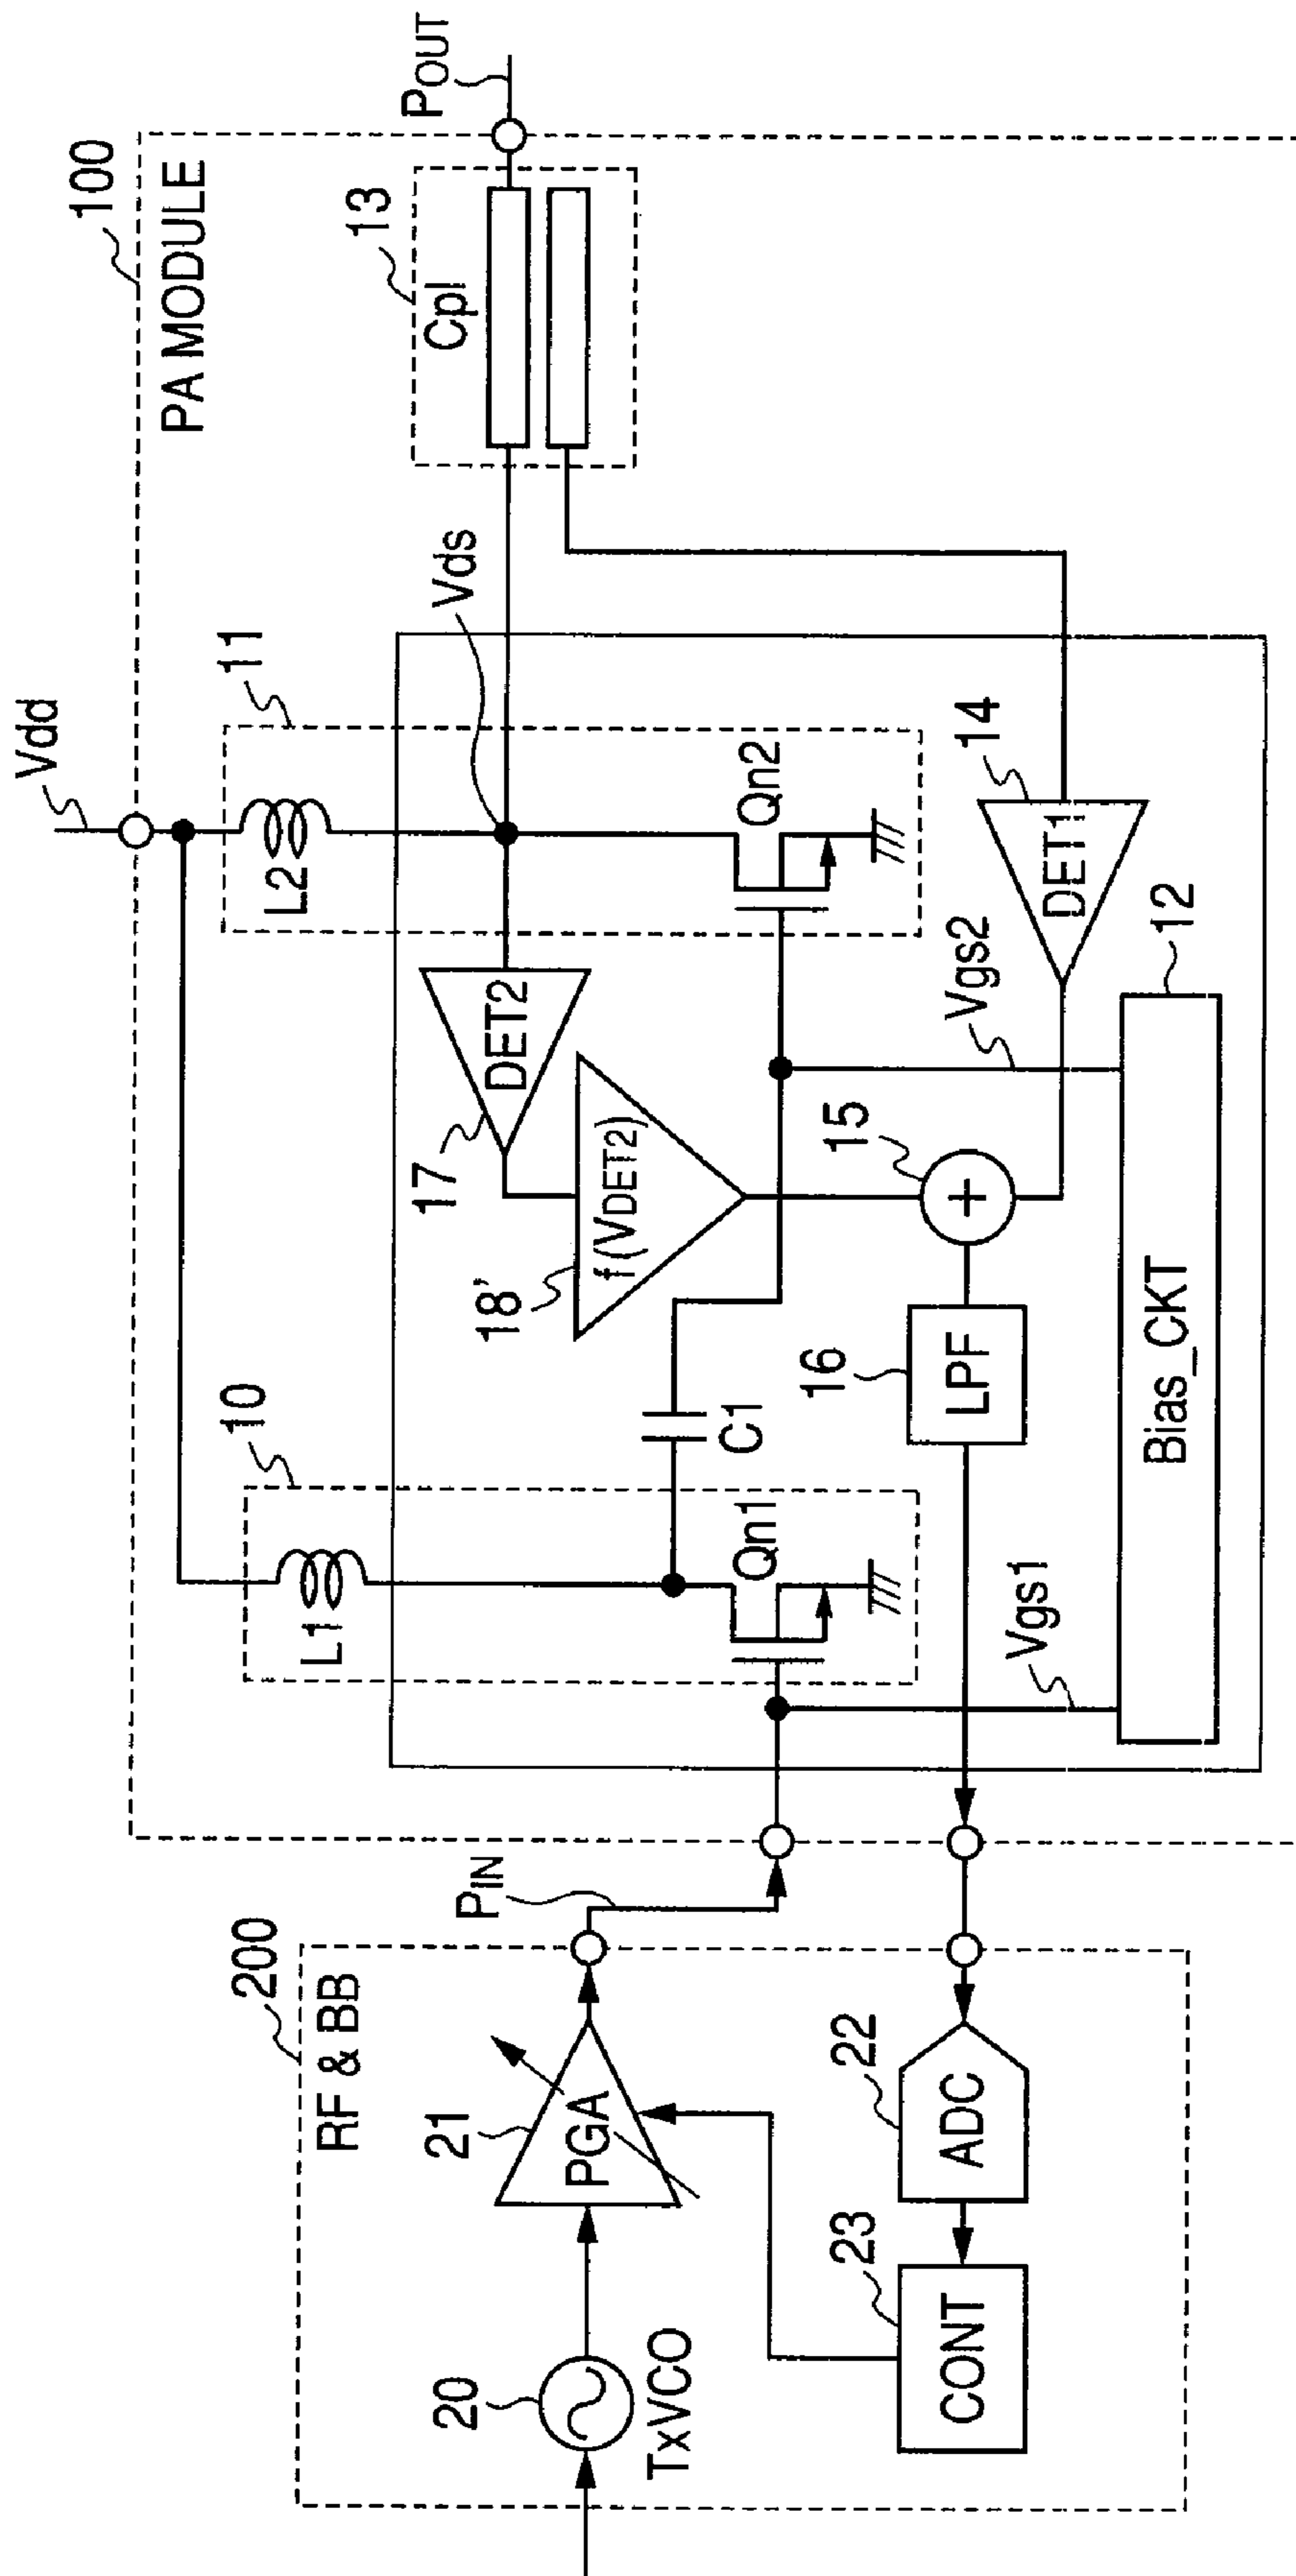 200
RF & BB
20
TxVCO
21
PGA
22
ADC
23
CONT
PIN
100
PA MODULE
Vdd
10
L1
Qn1
C1
11
L2
Qn2
Vds
13
Cpl
POUT
17
DET2
18'
f(VDET2)
15
+
14
DET1
16
LPF
Vgs1
Vgs2
12
Bias_CKT